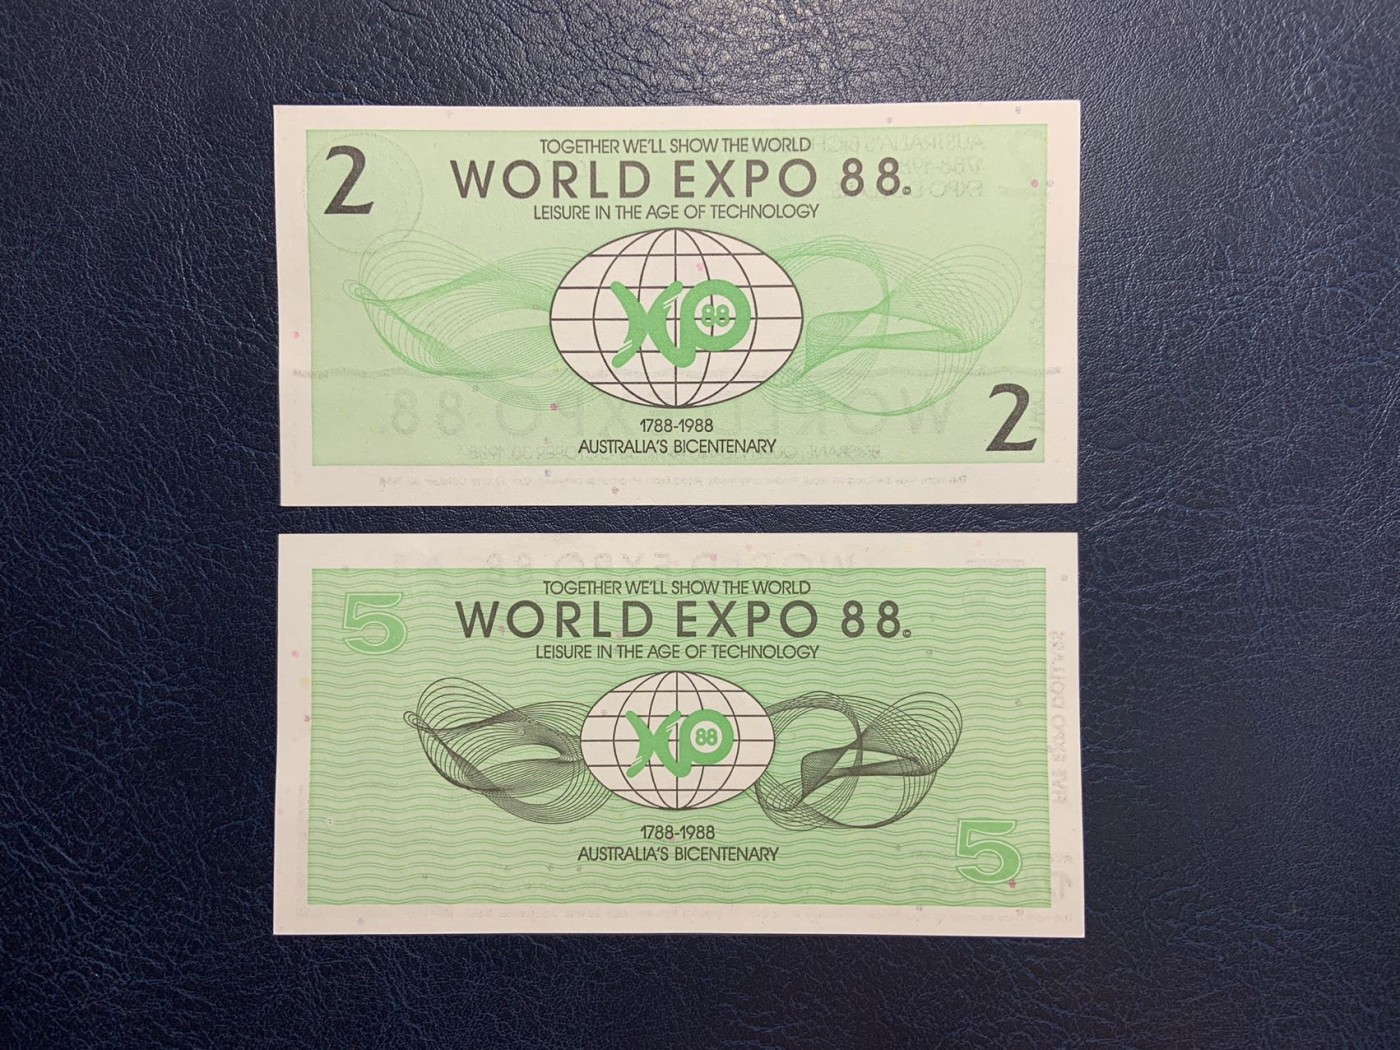 2
TOGETHER WE'LL SHOW THE WORLD
WORLD EXPO 88
LEISURE IN THE AGE OF TECHNOLOGY
XPO
88
1788-1988
AUSTRALIA'S BICENTENARY
2
5
TOGETHER WE'LL SHOW THE WORLD
WORLD EXPO 88
LEISURE IN THE AGE OF TECHNOLOGY
XPO
88
1788-1988
AUSTRALIA'S BICENTENARY
5